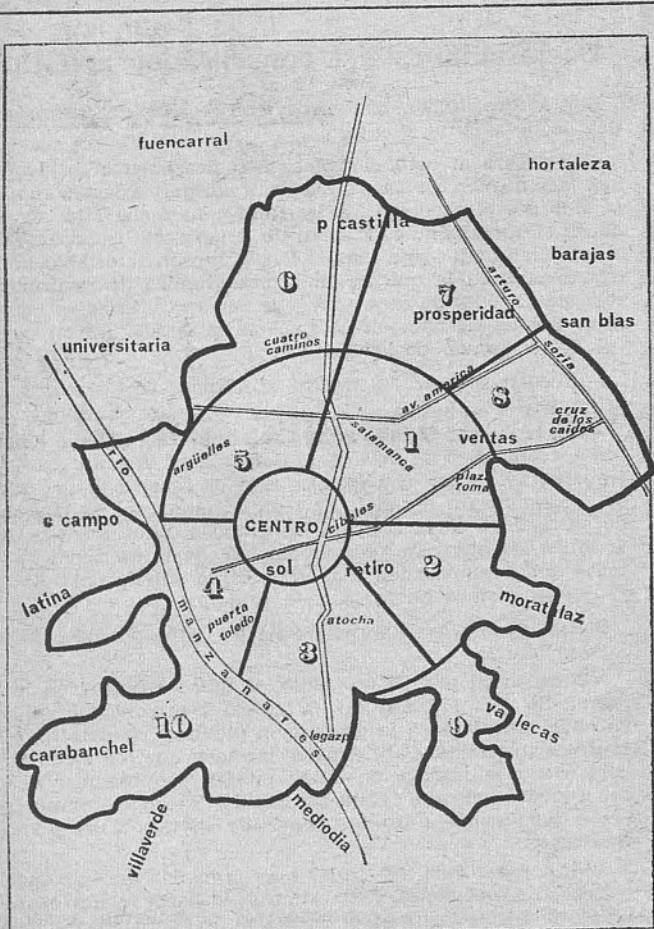 fuencarral
hortaleza
p castilla
barajas
6
7
arturo
prosperidad
san blas
soria
universitaria
cuatro
caminos
av. america
8
cruz
de los
caidos
salamanca
1
ventas
argüelles
5
plaza
roma
rio
c campo
CENTRO
cibeles
sol
retiro
2
4
latina
moratalaz
puerta
toledo
atocha
manzanares
3
10
9
vallecas
carabanchel
legazpi
villaverde
mediodia